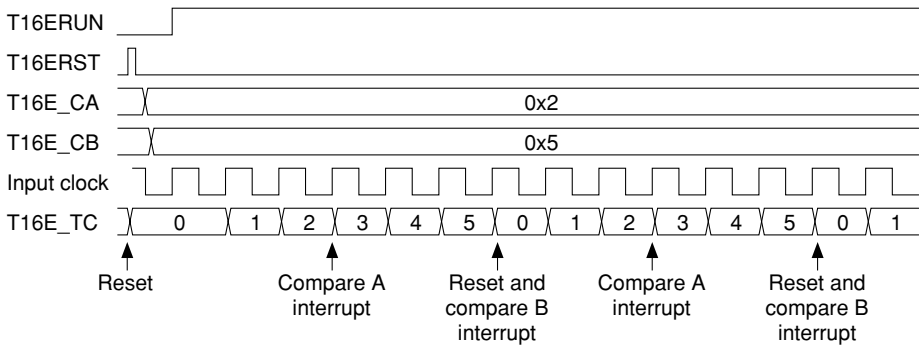 T16ERUN
T16ERST
T16E_CA 0x2
T16E_CB 0x5
Input clock
T16E_TC 0 1 2 3 4 5 0 1 2 3 4 5 0 1
Reset Compare A Reset and Compare A Reset and
interrupt compare B interrupt compare B
interrupt interrupt